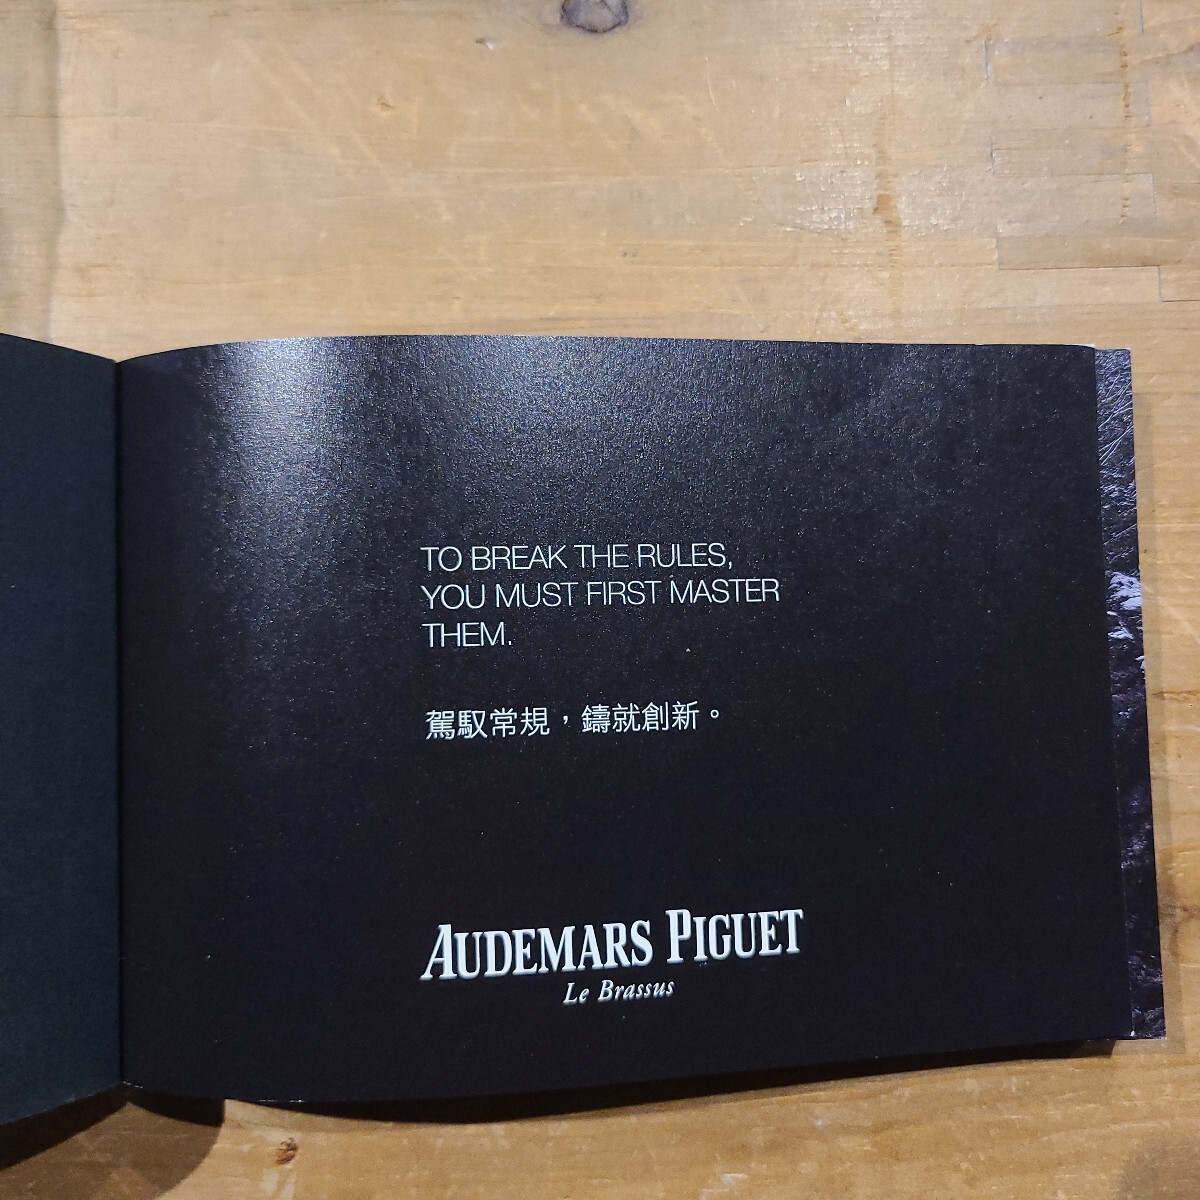 TO BREAK THE RULES,
YOU MUST FIRST MASTER
THEM.
駕馭常規，鑄就創新。
AUDEMARS PIGUET
Le Brassus